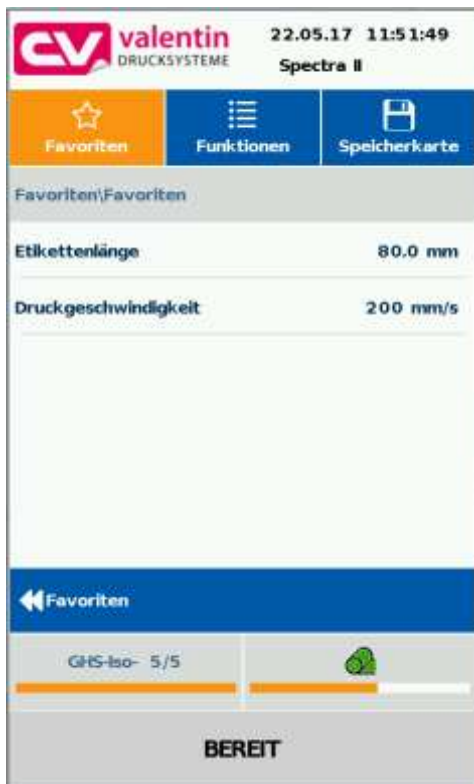 CV valentin
DRUCKSYSTEME
22.05.17 11:51:49
Spectra II
Favoriten
Funktionen
Speicherkarte
Favoriten\Favoriten
Etikettenlänge 80.0 mm
Druckgeschwindigkeit 200 mm/s
Favoriten
GHS-Iso- 5/5
BEREIT